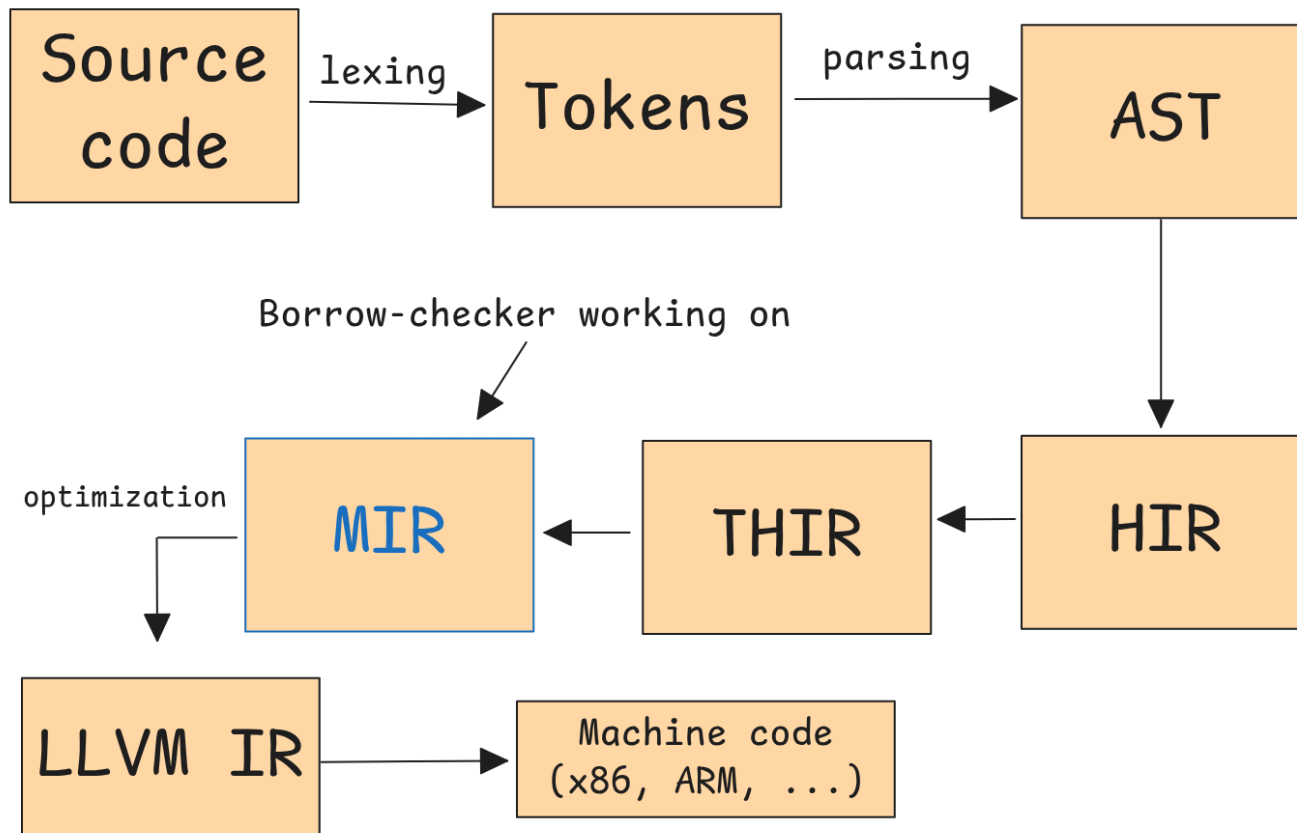 Source
code
lexing
Tokens
parsing
AST
Borrow-checker working on
optimization
MIR
THIR
HIR
LLVM IR
Machine code
(x86, ARM, ...)